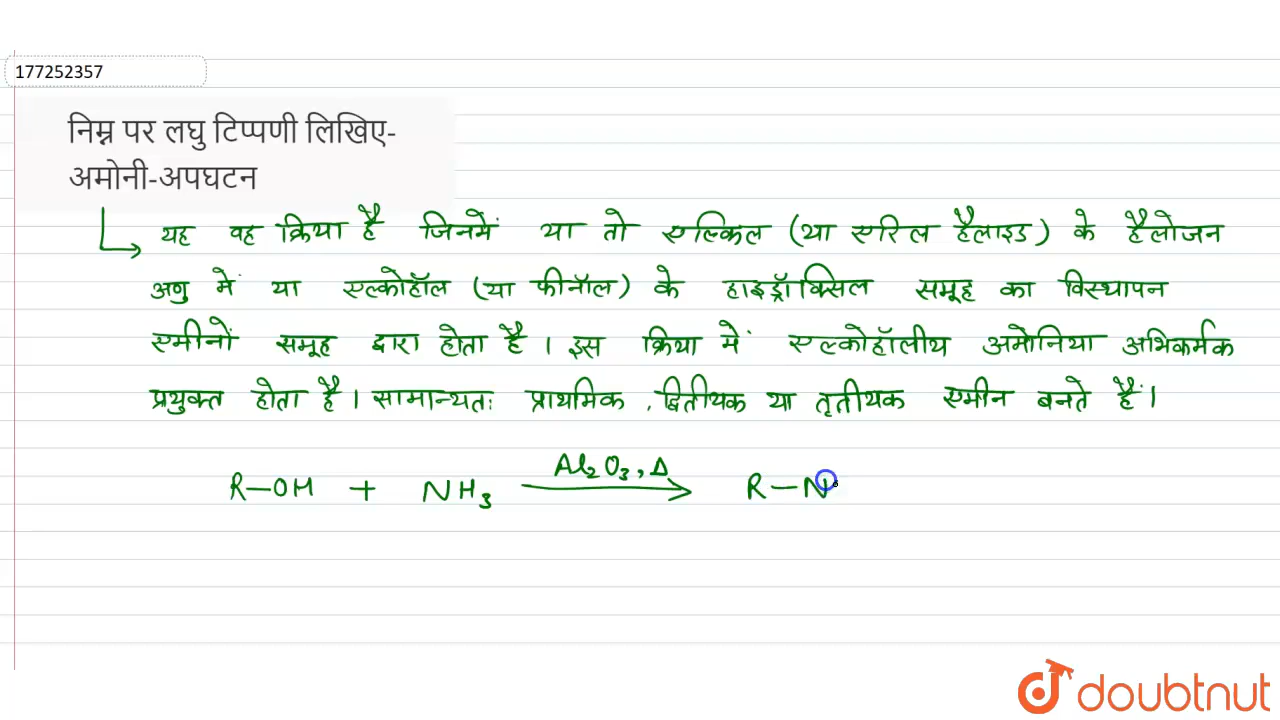 177252357
निम्न पर लघु टिप्पणी लिखिए-
अमोनी-अपघटन
यह वह क्रिया है जिनमें या तो एल्किल (या एरिल हैलाइड) के हैलोजन
अणु में या एल्कोहॉल (या फीनॉल) के हाइड्रॉक्सिल समूह का विस्थापन
एमीनों समूह द्वारा होता है। इस क्रिया में एल्कोहॉलीय अमोनिया अभिकर्मक
प्रयुक्त होता है। सामान्यतः प्राथमिक, द्वितीयक या तृतीयक एमीन बनते हैं।
Al₂O₃, Δ
R—OH + NH₃ ⟶ R—N
doubtnut